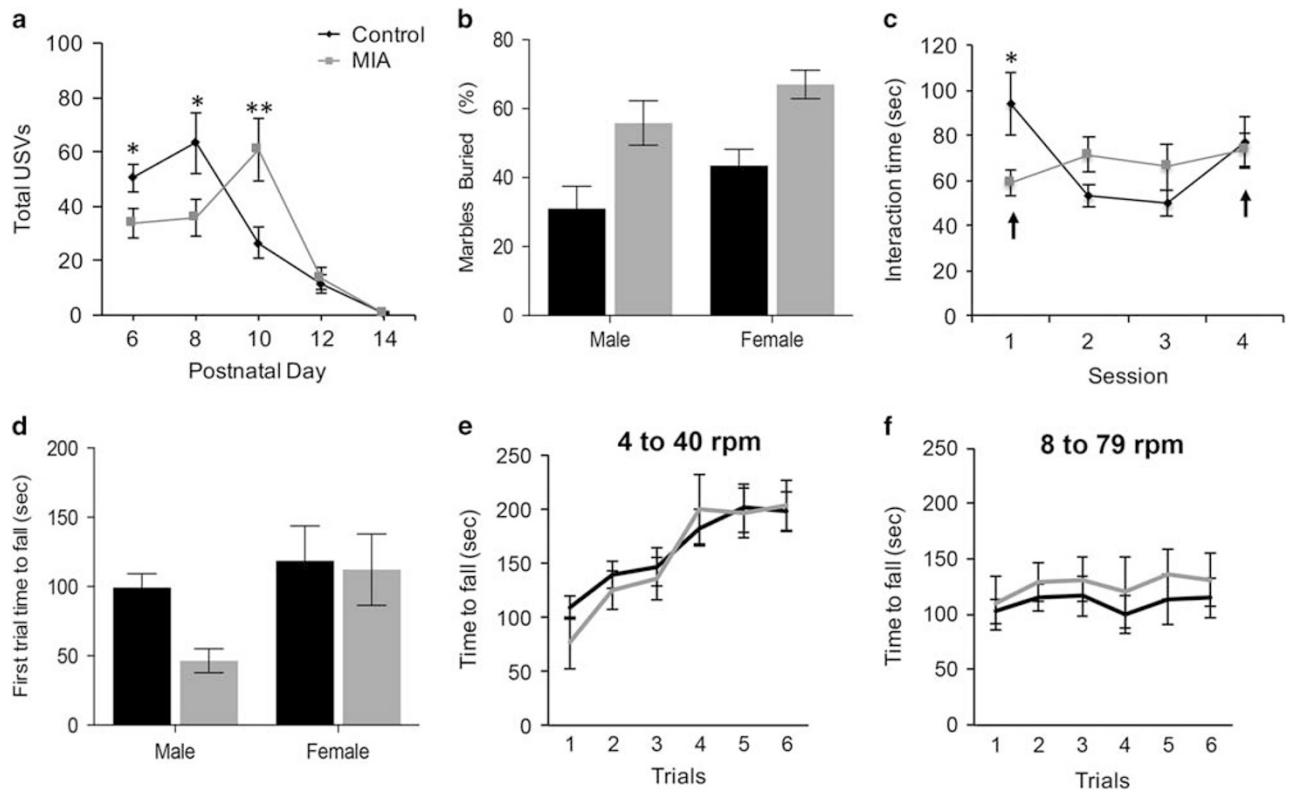 a
Control
MIA
Total USVs
100
80
60
40
20
0
*
*
**
6 8 10 12 14
Postnatal Day
b
Marbles Buried (%)
80
60
40
20
0
Male Female
c
Interaction time (sec)
120
100
80
60
40
20
0
*
1 2 3 4
Session
d
First trial time to fall (sec)
200
150
100
50
0
Male Female
e
4 to 40 rpm
Time to fall (sec)
250
200
150
100
50
0
1 2 3 4 5 6
Trials
f
8 to 79 rpm
Time to fall (sec)
250
200
150
100
50
0
1 2 3 4 5 6
Trials